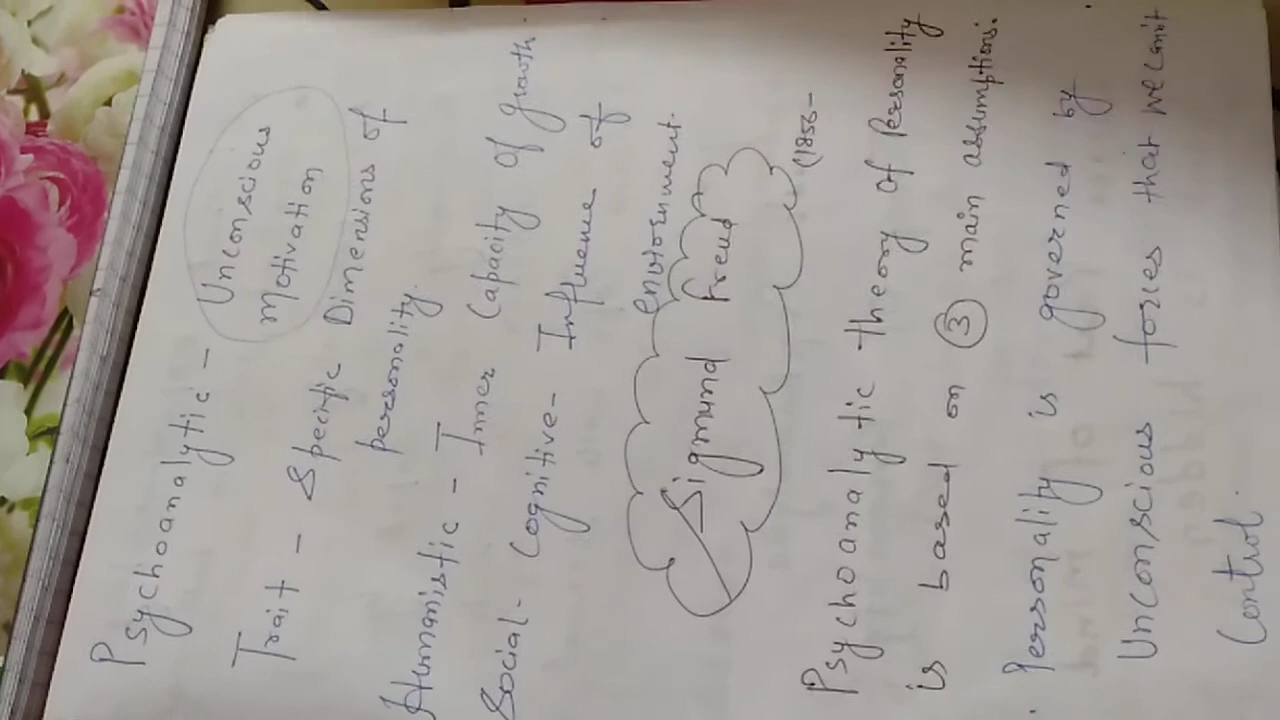 Psychoanalytic - Unconscious
Motivation
Trait - Specific Dimensions of
personality.
Humanistic - Inner Capacity of growth
Social - Cognitive - Influence of
enviornment.
Sigmund Freud
(1856-
Psychoanalytic theory of Personality
is based on 3 main assumptions.
. Personality is governed by
Unconscious forces that we can't
Control.